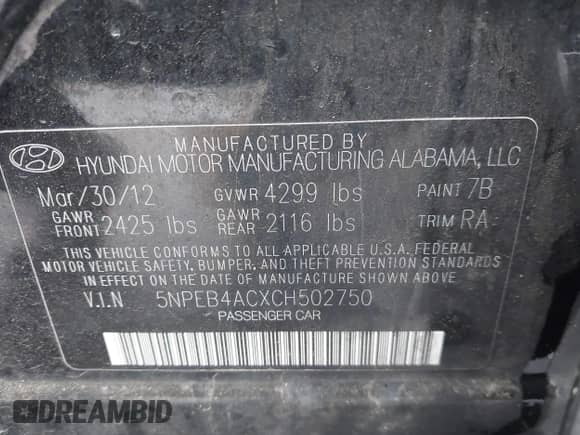 MANUFACTURED BY
HYUNDAI MOTOR MANUFACTURING ALABAMA, LLC
Mar/30/12 GVWR 4299 lbs PAINT 7B
GAWR FRONT 2425 lbs GAWR REAR 2116 lbs TRIM RA
THIS VEHICLE CONFORMS TO ALL APPLICABLE U.S.A. FEDERAL
MOTOR VEHICLE SAFETY, BUMPER, AND THEFT PREVENTION STANDARDS
IN EFFECT ON THE DATE OF MANUFACTURE SHOWN ABOVE
V.I.N 5NPEB4ACXCH502750
PASSENGER CAR
DREAMBID